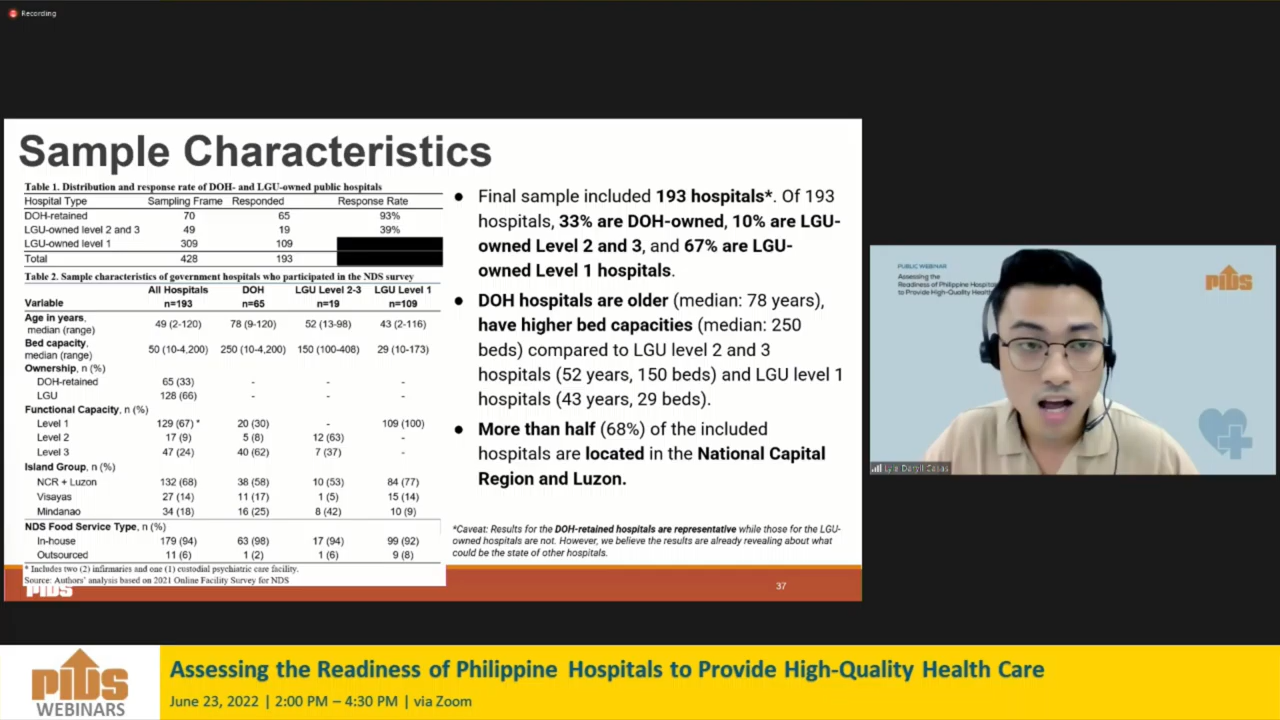 Recording
Sample Characteristics
Table 1. Distribution and response rate of DOH- and LGU-owned public hospitals
Hospital Type Sampling Frame Responded Response Rate
DOH-retained 70 65 93%
LGU-owned level 2 and 3 49 19 39%
LGU-owned level 1 309 109
Total 428 193
Table 2. Sample characteristics of government hospitals who participated in the NDS survey
Variable All Hospitals n=193 DOH n=65 LGU Level 2-3 n=19 LGU Level 1 n=109
Age in years, median (range) 49 (2-120) 78 (9-120) 52 (13-98) 43 (2-116)
Bed capacity, median (range) 50 (10-4,200) 250 (10-4,200) 150 (100-408) 29 (10-173)
Ownership, n (%)
DOH-retained 65 (33) - - -
LGU 128 (66) - - -
Functional Capacity, n (%)
Level 1 129 (67) * 20 (30) - 109 (100)
Level 2 17 (9) 5 (8) 12 (63) -
Level 3 47 (24) 40 (62) 7 (37) -
Island Group, n (%)
NCR + Luzon 132 (68) 38 (58) 10 (53) 84 (77)
Visayas 27 (14) 11 (17) 1 (5) 15 (14)
Mindanao 34 (18) 16 (25) 8 (42) 10 (9)
NDS Food Service Type, n (%)
In-house 179 (94) 63 (98) 17 (94) 99 (92)
Outsourced 11 (6) 1 (2) 1 (6) 9 (8)
* Includes two (2) infirmaries and one (1) custodial psychiatric care facility.
Source: Authors' analysis based on 2021 Online Facility Survey for NDS
● Final sample included 193 hospitals*. Of 193
hospitals, 33% are DOH-owned, 10% are LGU-
owned Level 2 and 3, and 67% are LGU-
owned Level 1 hospitals.
● DOH hospitals are older (median: 78 years),
have higher bed capacities (median: 250
beds) compared to LGU level 2 and 3
hospitals (52 years, 150 beds) and LGU level 1
hospitals (43 years, 29 beds).
● More than half (68%) of the included
hospitals are located in the National Capital
Region and Luzon.
*Caveat: Results for the DOH-retained hospitals are representative while those for the LGU-
owned hospitals are not. However, we believe the results are already revealing about what
could be the state of other hospitals.
PIDS
37
PUBLIC WEBINAR
Assessing the
Readiness of Philippine
to Provide High-Quality
PIDS
Lyle Daryll Casas
PIDS
WEBINARS
Assessing the Readiness of Philippine Hospitals to Provide High-Quality Health Care
June 23, 2022 | 2:00 PM – 4:30 PM | via Zoom